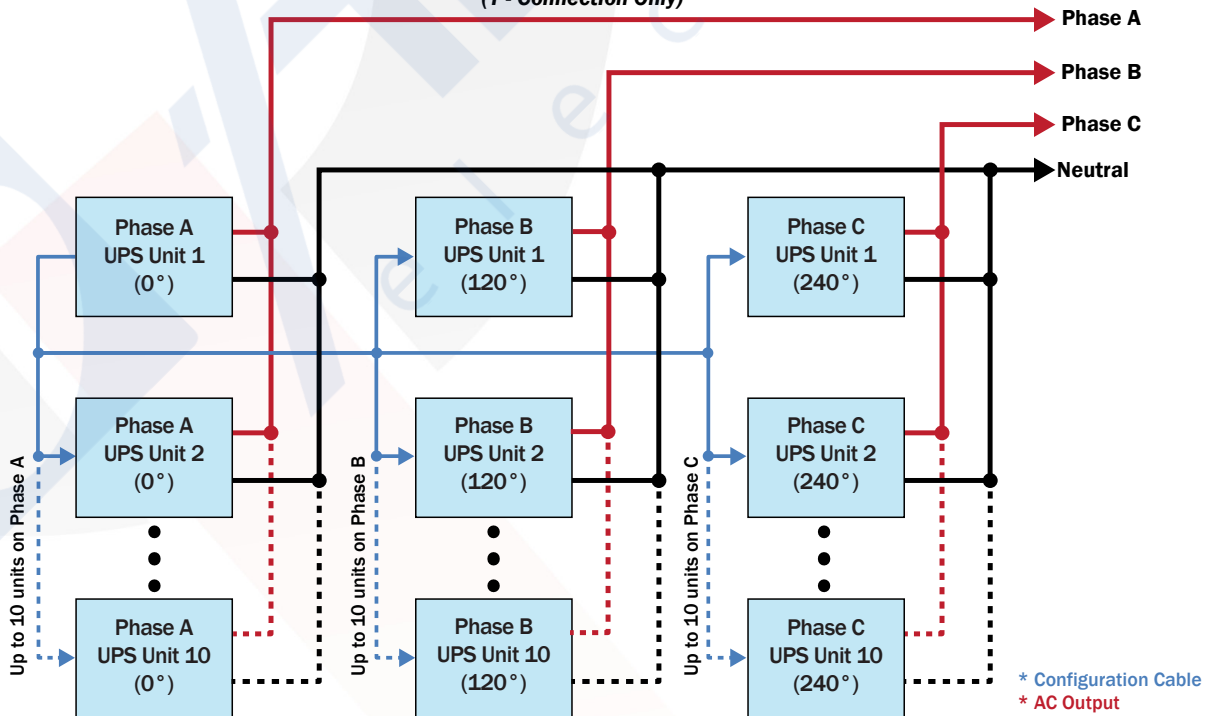 (Y - Connection Only)
Phase A
Phase B
Phase C
Neutral
Phase A
UPS Unit 1
(0°)
Phase B
UPS Unit 1
(120°)
Phase C
UPS Unit 1
(240°)
Phase A
UPS Unit 2
(0°)
Phase B
UPS Unit 2
(120°)
Phase C
UPS Unit 2
(240°)
Up to 10 units on Phase A
Up to 10 units on Phase B
Up to 10 units on Phase C
Phase A
UPS Unit 10
(0°)
Phase B
UPS Unit 10
(120°)
Phase C
UPS Unit 10
(240°)
* Configuration Cable
* AC Output